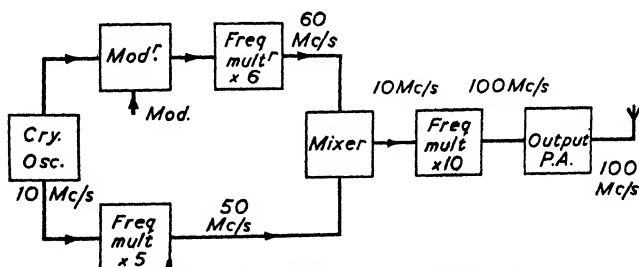 Mod^r.
Freq
mult^r
x 6
60
Mc/s
Mod.
Cry.
Osc.
10 Mc/s
Freq
mult
x 5
50
Mc/s
Mixer
10Mc/s
Freq
mult
x10
100Mc/s
Output
P.A.
100
Mc/s